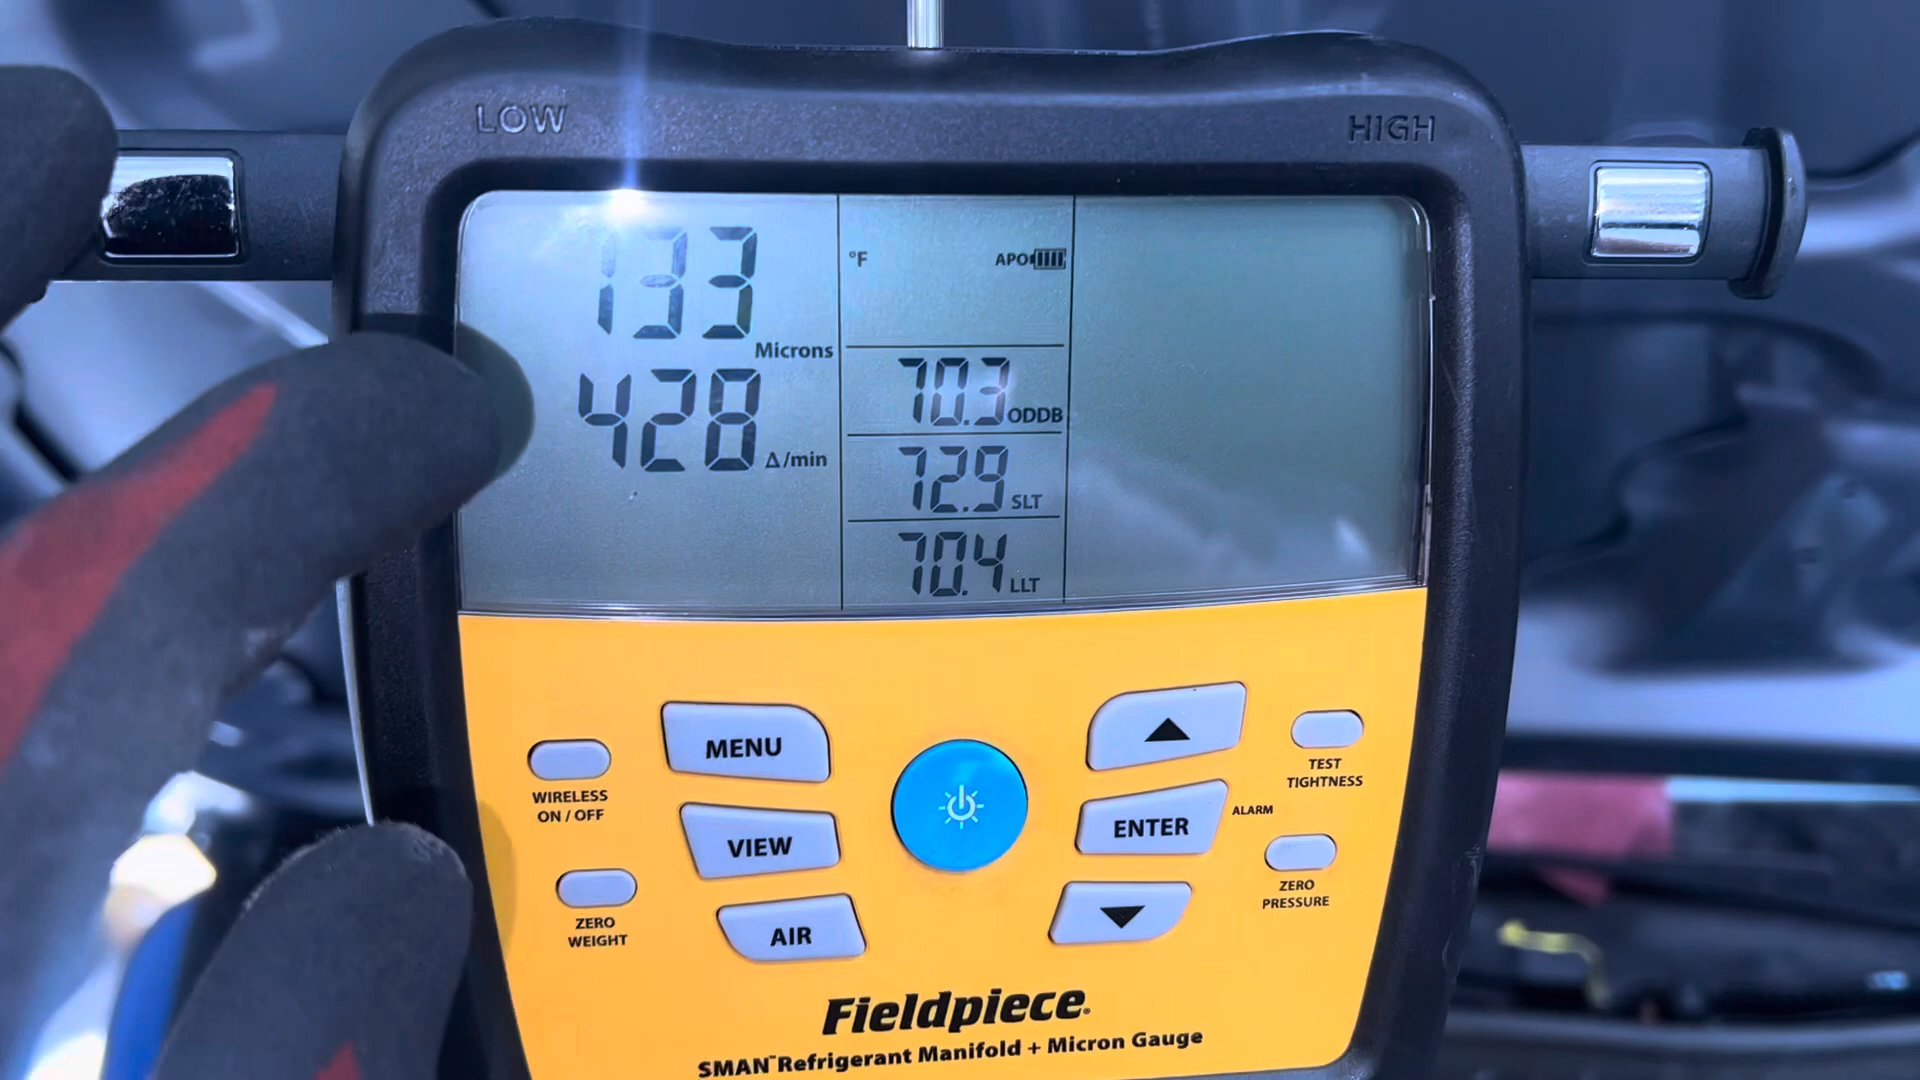 LOW
HIGH
133
Microns
428 Δ/min
°F
APO
70.3 ODDB
72.9 SLT
70.4 LLT
WIRELESS
ON / OFF
MENU
VIEW
AIR
ZERO
WEIGHT
▲
ENTER
▼
TEST
TIGHTNESS
ALARM
ZERO
PRESSURE
Fieldpiece®
SMAN™ Refrigerant Manifold + Micron Gauge